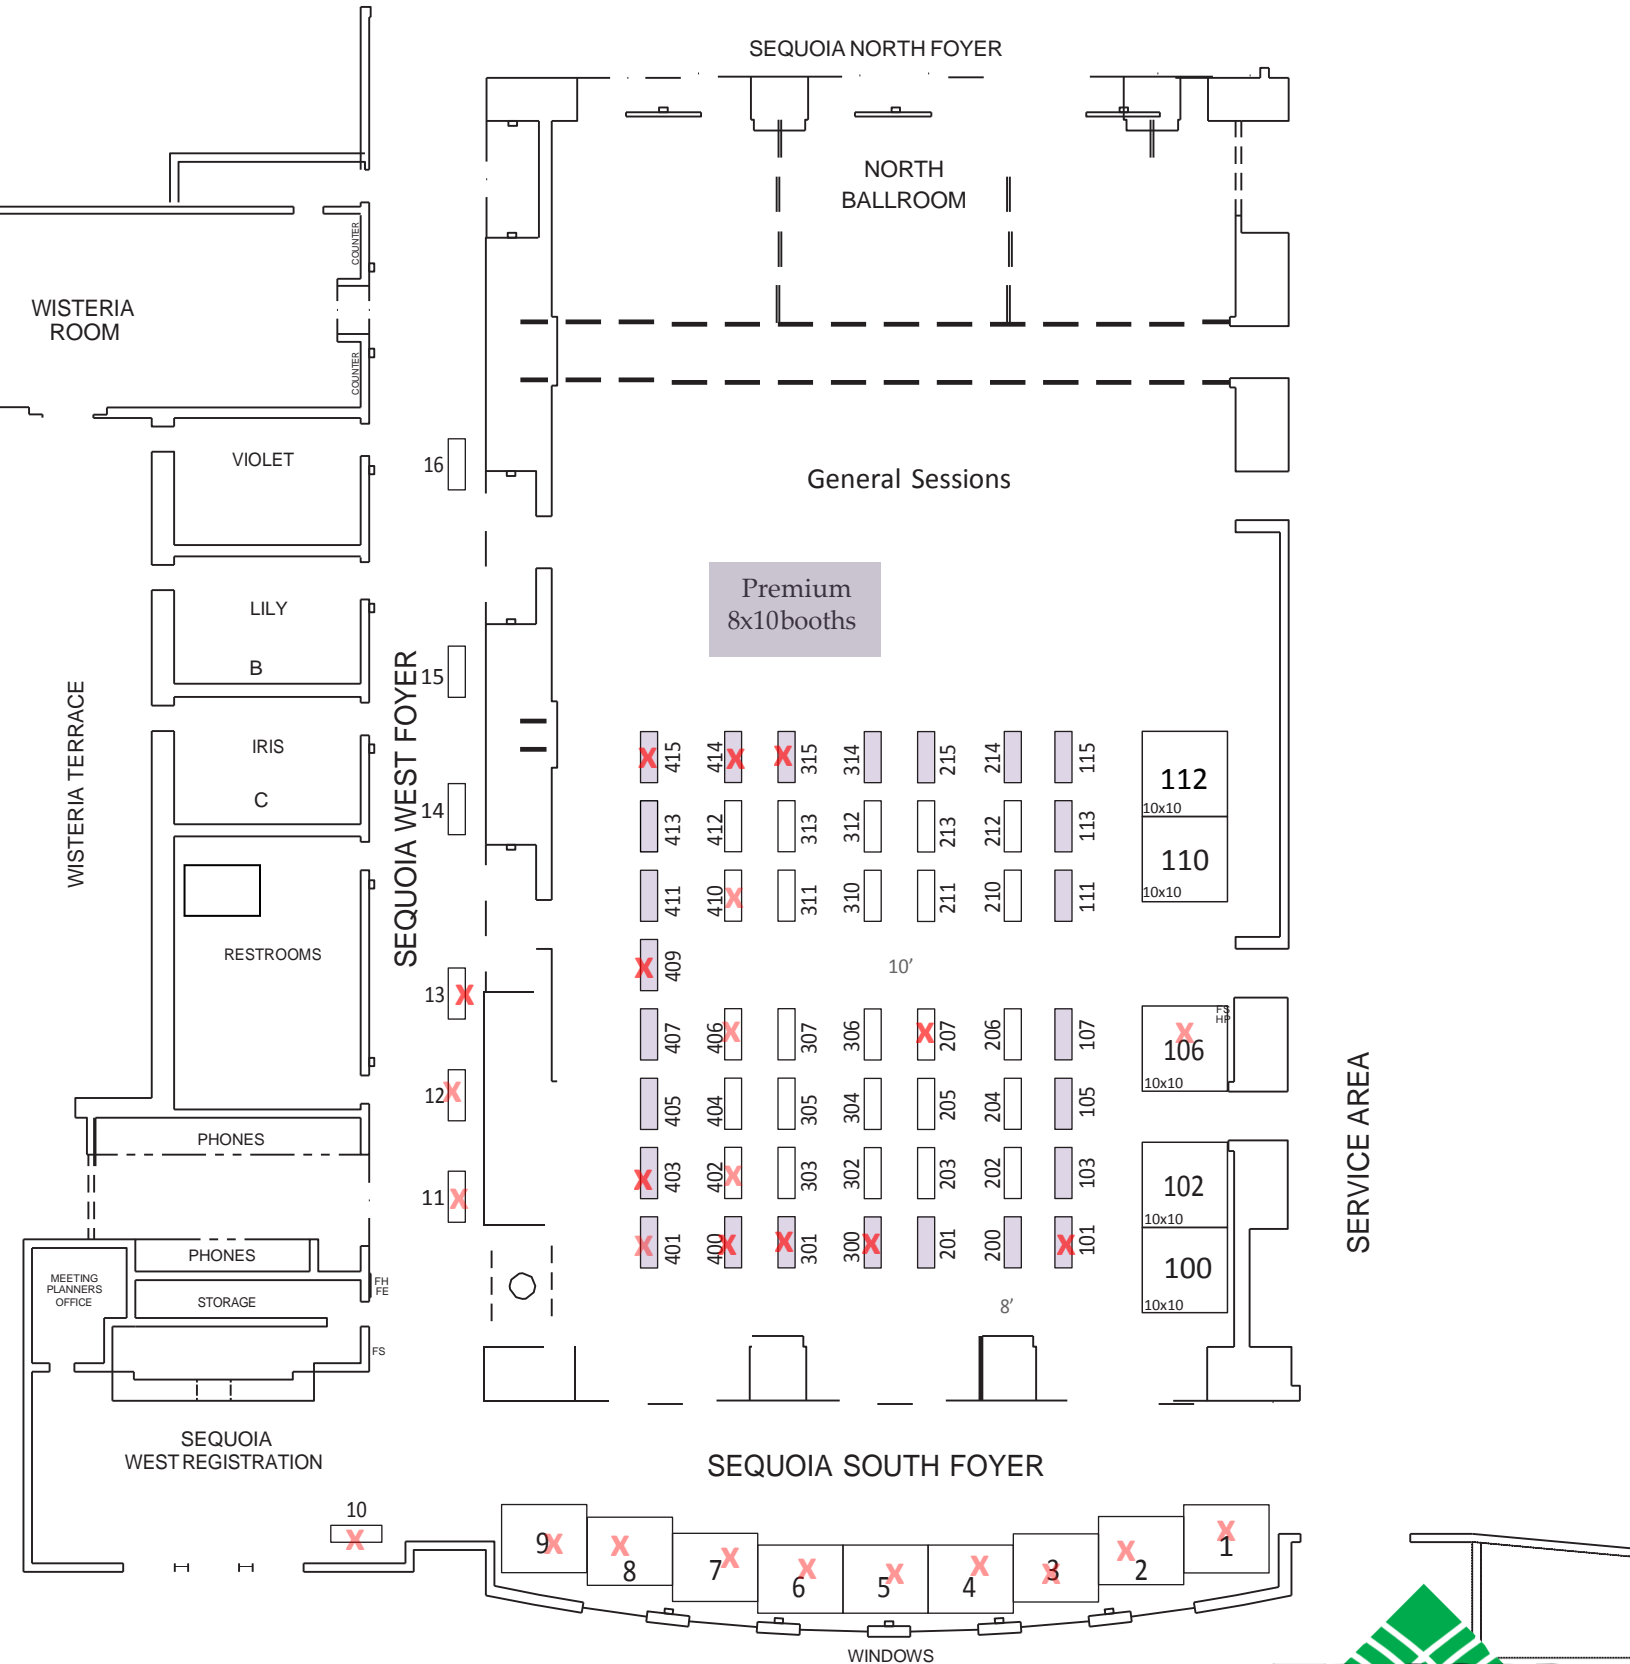 SEQUOIA NORTH FOYER
NORTH
BALLROOM
COUNTER
WISTERIA
ROOM
COUNTER
VIOLET
16
General Sessions
Premium
8x10 booths
LILY
B
15
SEQUOIA WEST FOYER
WISTERIA TERRACE
IRIS
C
14
RESTROOMS
X 415
414 X
X 315
314
215
214
115
112
10x10
413
412
313
312
213
212
113
110
10x10
411
410 X
311
310
211
210
111
X 409
10'
13 X
407
406 X
307
306
X 207
206
107
FS
HP
X
106
10x10
12 X
405
404
305
304
205
204
105
SERVICE AREA
PHONES
11 X
X 403
402 X
303
302
203
202
103
102
10x10
X 401
400 X
X 301
300 X
201
200
X 101
100
10x10
PHONES
MEETING
PLANNERS
OFFICE
STORAGE
FH
FE
FS
8'
SEQUOIA
WEST REGISTRATION
SEQUOIA SOUTH FOYER
10
X
9 X
X 8
7 X
6 X
5 X
4 X
3 X
X 2
X 1
WINDOWS